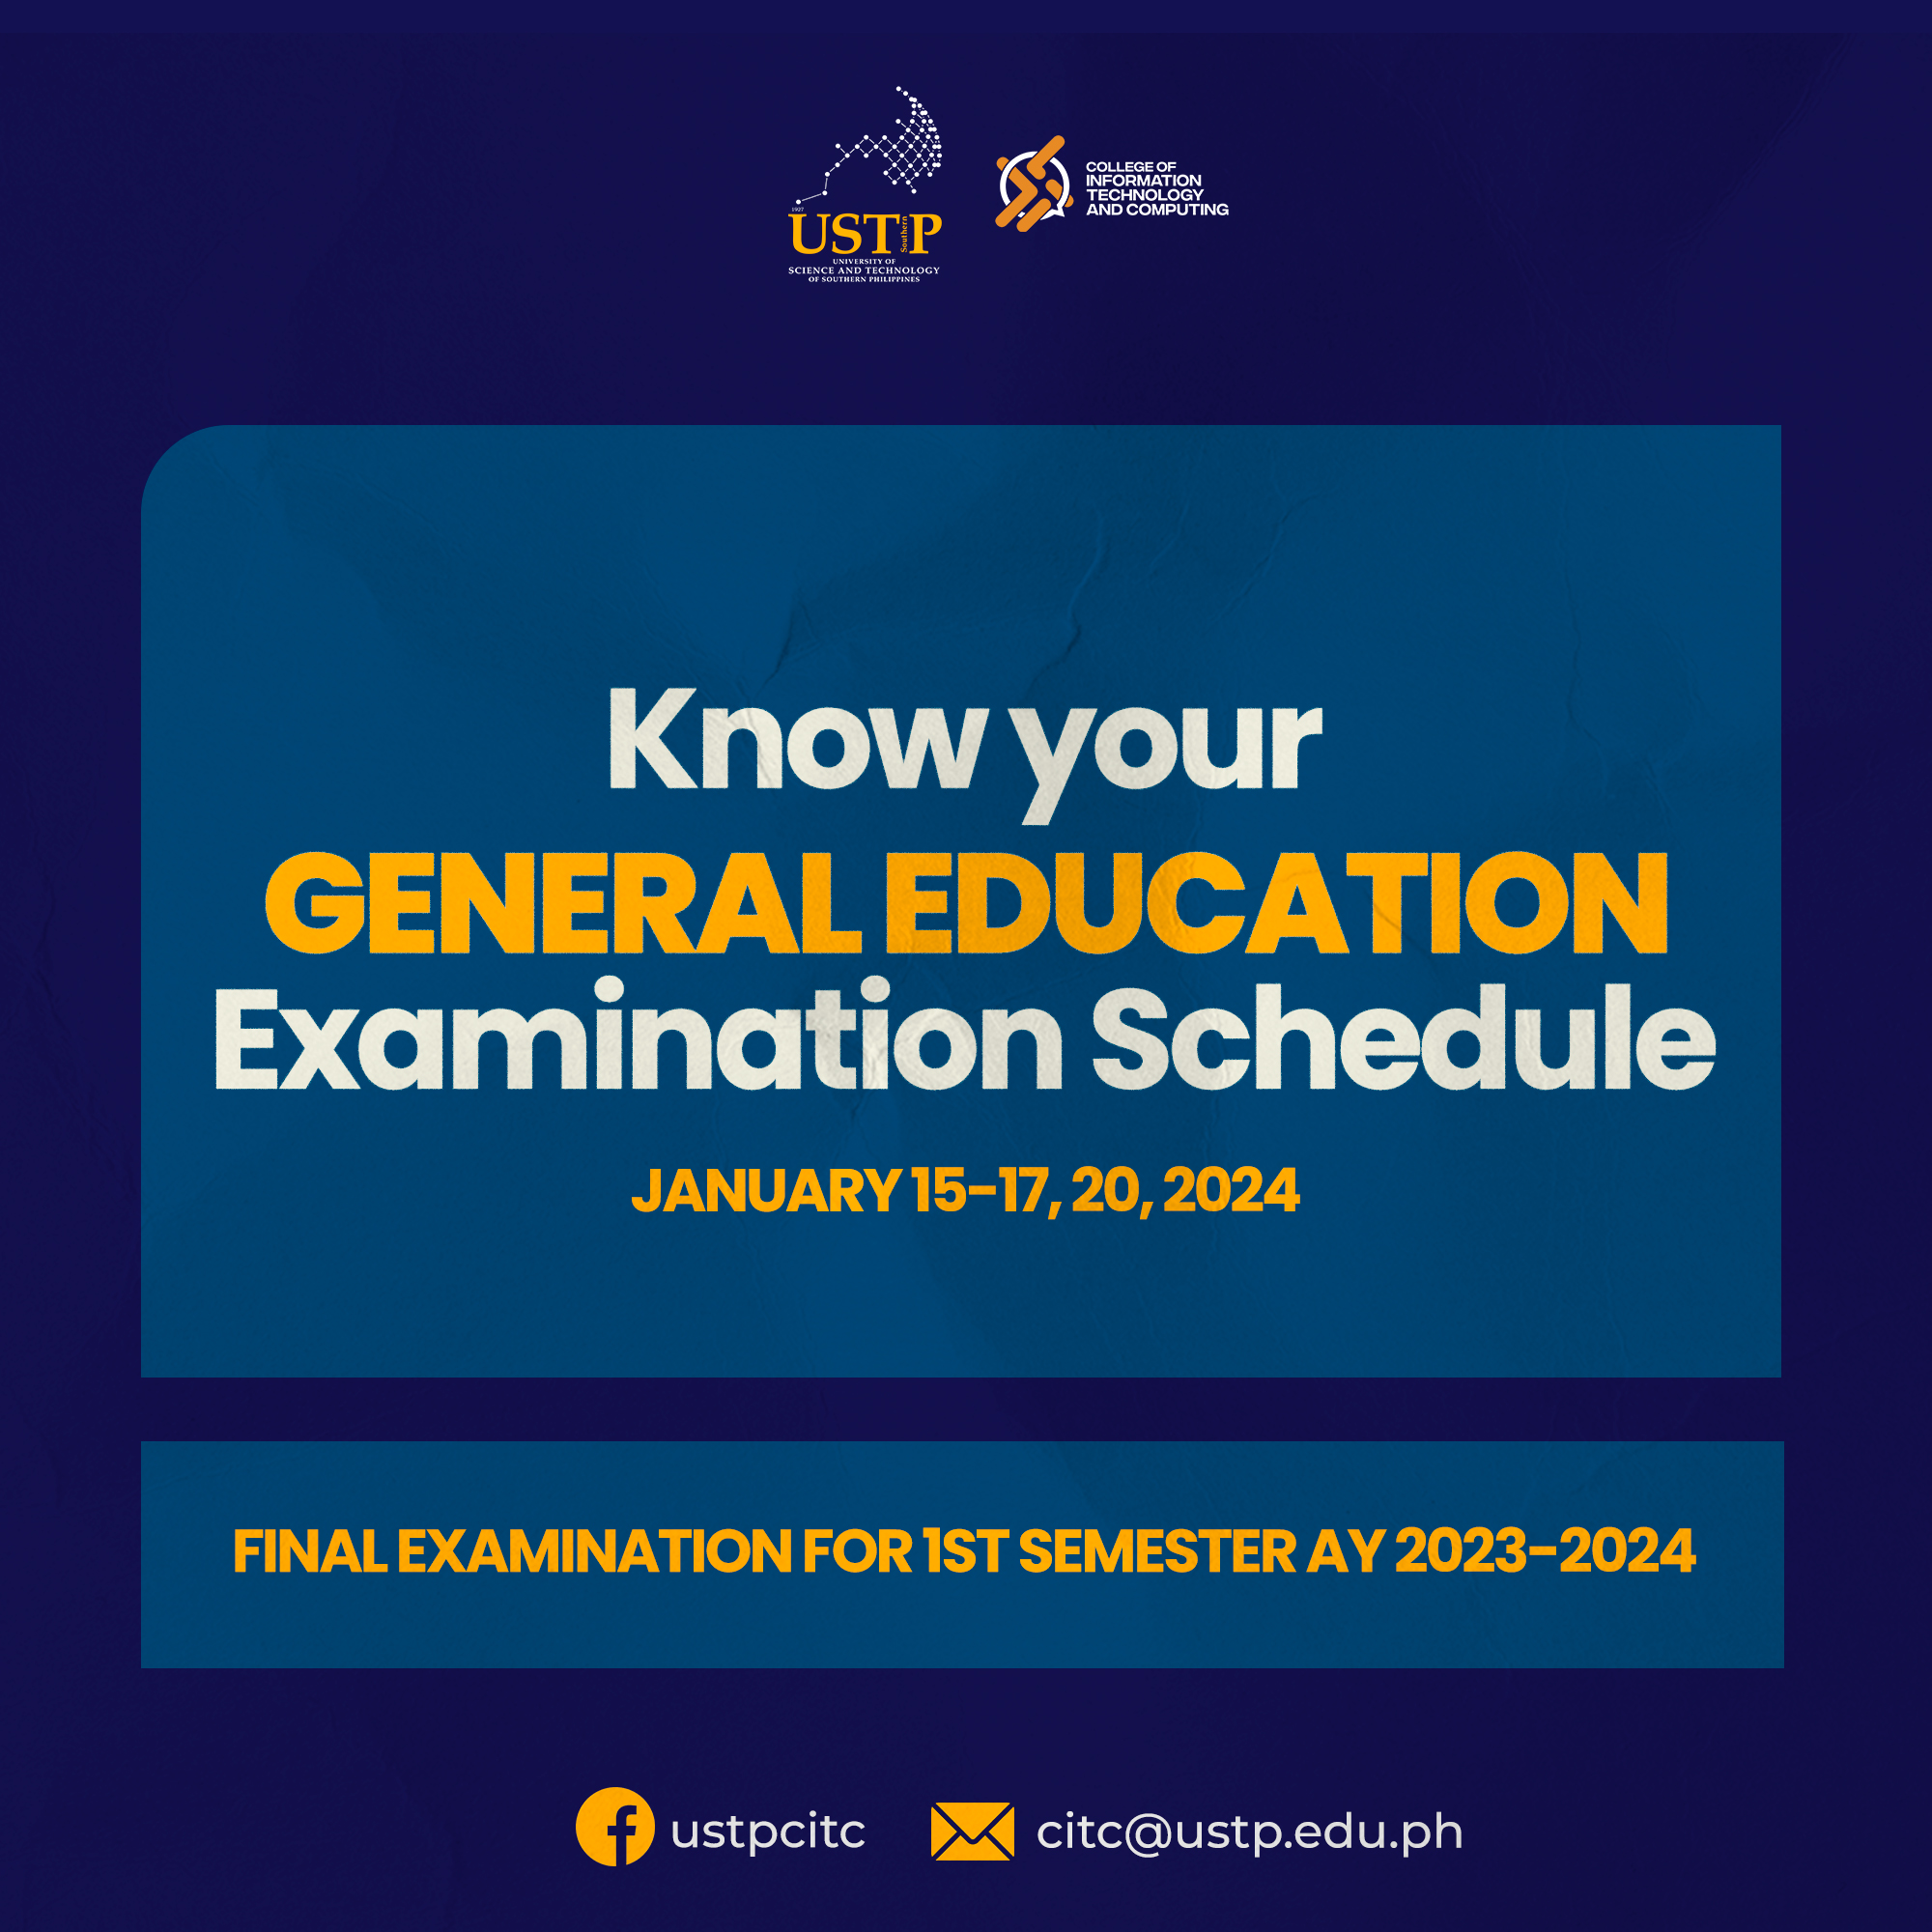 1927
USTP
Southern
UNIVERSITY OF
SCIENCE AND TECHNOLOGY
OF SOUTHERN PHILIPPINES
COLLEGE OF
INFORMATION
TECHNOLOGY
AND COMPUTING
Know your
GENERAL EDUCATION
Examination Schedule
JANUARY 15-17, 20, 2024
FINAL EXAMINATION FOR 1ST SEMESTER AY 2023-2024
ustpcitc
citc@ustp.edu.ph